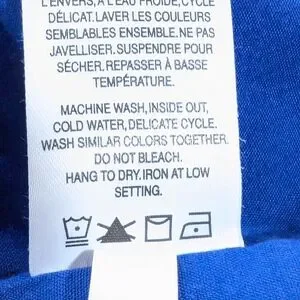 L'ENVERS, À L'EAU FROIDE, CYCLE
DÉLICAT. LAVER LES COULEURS
SEMBLABLES ENSEMBLE. NE PAS
JAVELLISER. SUSPENDRE POUR
SÉCHER. REPASSER À BASSE
TEMPÉRATURE.
MACHINE WASH, INSIDE OUT,
COLD WATER, DELICATE CYCLE.
WASH SIMILAR COLORS TOGETHER.
DO NOT BLEACH.
HANG TO DRY. IRON AT LOW
SETTING.